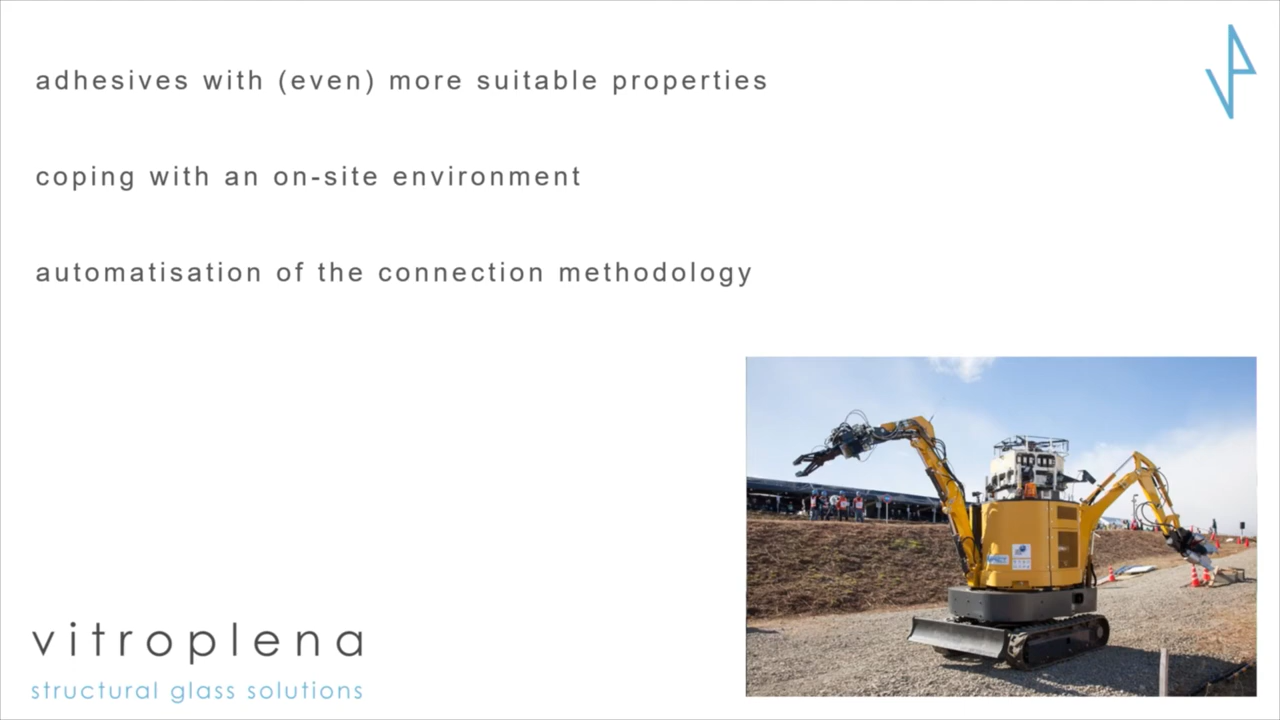 adhesives with (even) more suitable properties
coping with an on-site environment
automatisation of the connection methodology
vitroplena
structural glass solutions